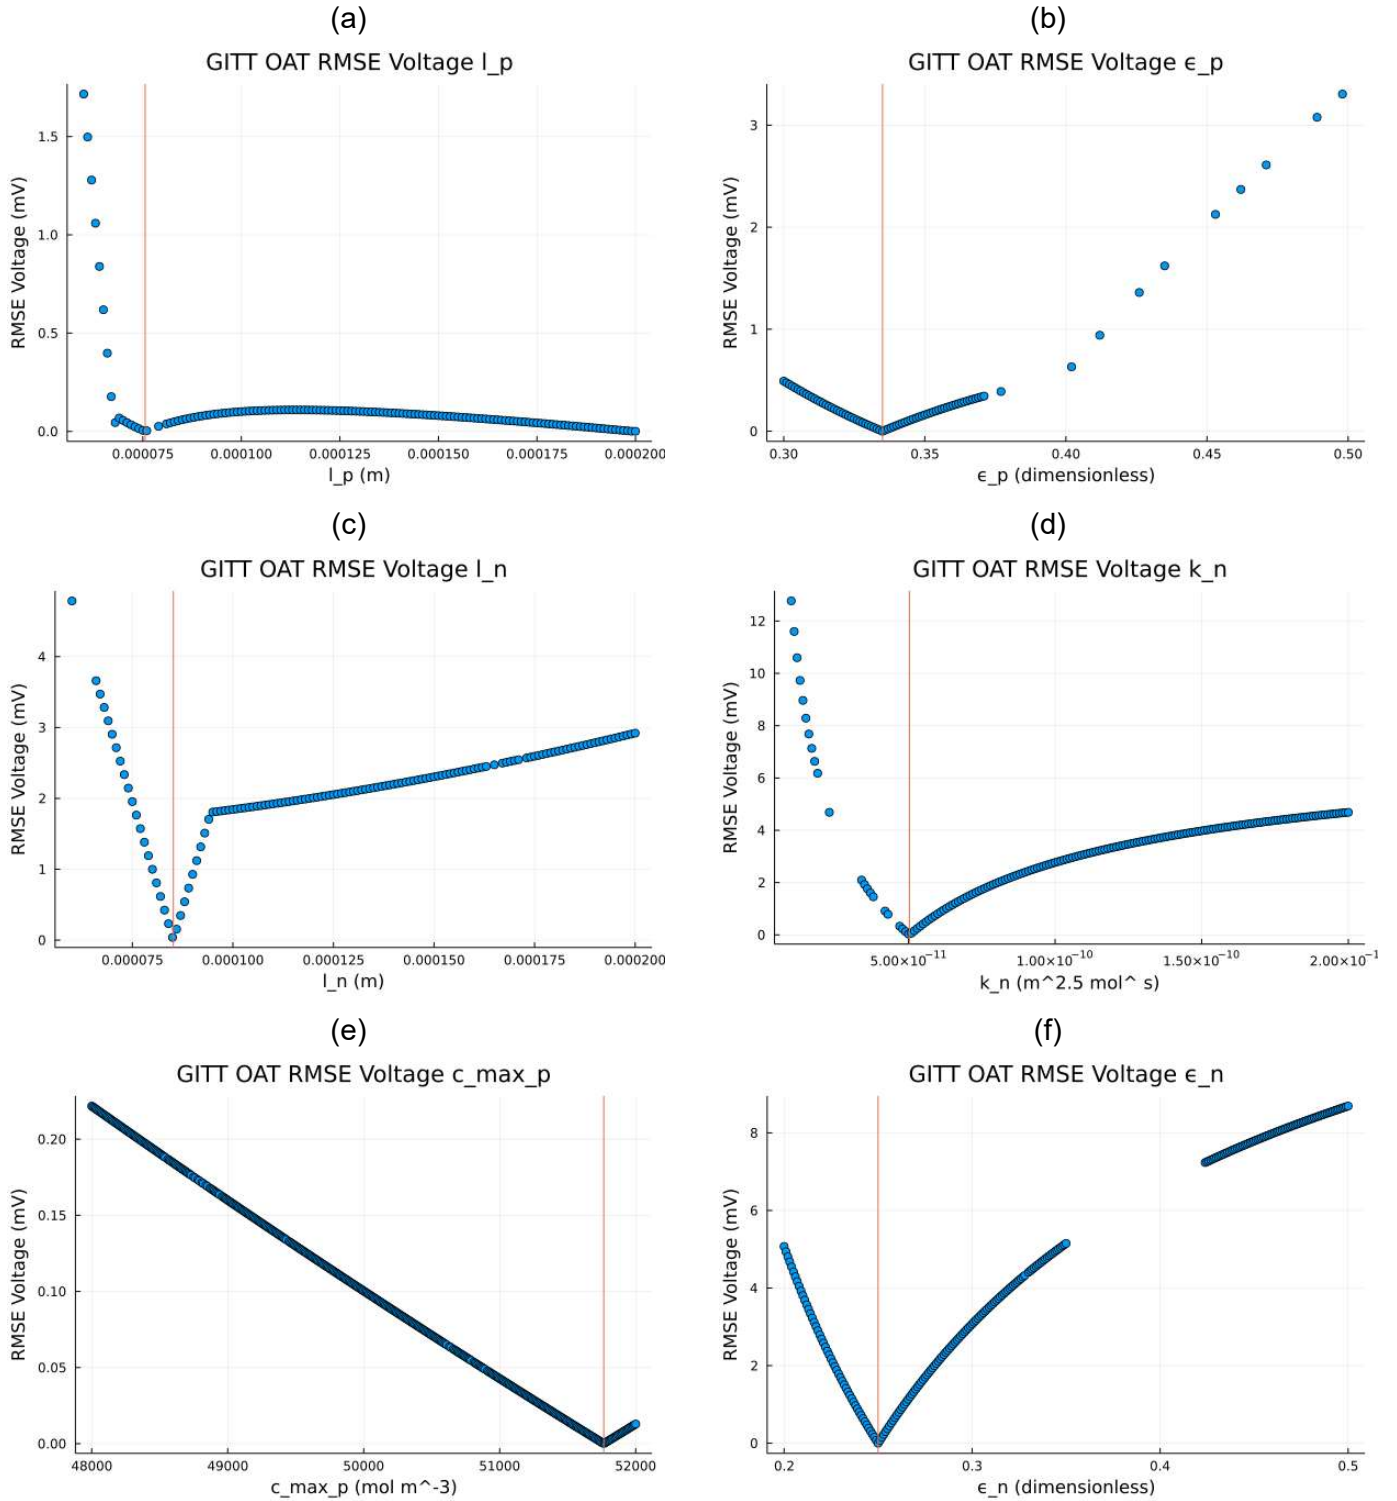 (a)
GITT OAT RMSE Voltage l_p
RMSE Voltage (mV)
1.5
1.0
0.5
0.0
0.000075
0.000100
0.000125
0.000150
0.000175
0.000200
l_p (m)
(b)
GITT OAT RMSE Voltage ϵ_p
RMSE Voltage (mV)
3
2
1
0
0.30
0.35
0.40
0.45
0.50
ϵ_p (dimensionless)
(c)
GITT OAT RMSE Voltage l_n
RMSE Voltage (mV)
4
3
2
1
0
0.000075
0.000100
0.000125
0.000150
0.000175
0.000200
l_n (m)
(d)
GITT OAT RMSE Voltage k_n
RMSE Voltage (mV)
12
10
8
6
4
2
0
5.00×10⁻¹¹
1.00×10⁻¹⁰
1.50×10⁻¹⁰
2.00×10⁻¹
k_n (m^2.5 mol^ s)
(e)
GITT OAT RMSE Voltage c_max_p
RMSE Voltage (mV)
0.20
0.15
0.10
0.05
0.00
48000
49000
50000
51000
52000
c_max_p (mol m^-3)
(f)
GITT OAT RMSE Voltage ϵ_n
RMSE Voltage (mV)
8
6
4
2
0
0.2
0.3
0.4
0.5
ϵ_n (dimensionless)